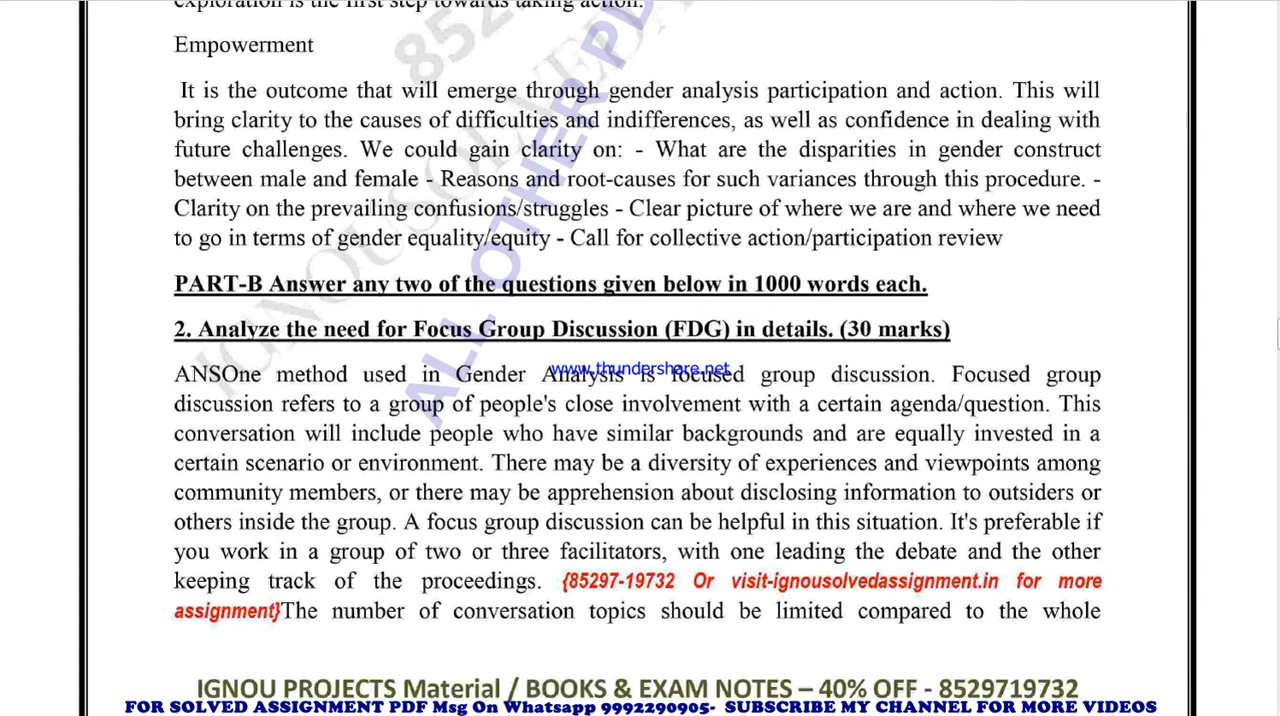 exploration is the first step towards taking action.
Empowerment
It is the outcome that will emerge through gender analysis participation and action. This will
bring clarity to the causes of difficulties and indifferences, as well as confidence in dealing with
future challenges. We could gain clarity on: - What are the disparities in gender construct
between male and female - Reasons and root-causes for such variances through this procedure. -
Clarity on the prevailing confusions/struggles - Clear picture of where we are and where we need
to go in terms of gender equality/equity - Call for collective action/participation review
PART-B Answer any two of the questions given below in 1000 words each.
2. Analyze the need for Focus Group Discussion (FDG) in details. (30 marks)
www.thundershare.net
ANSOne method used in Gender Analysis is focused group discussion. Focused group
discussion refers to a group of people's close involvement with a certain agenda/question. This
conversation will include people who have similar backgrounds and are equally invested in a
certain scenario or environment. There may be a diversity of experiences and viewpoints among
community members, or there may be apprehension about disclosing information to outsiders or
others inside the group. A focus group discussion can be helpful in this situation. It's preferable if
you work in a group of two or three facilitators, with one leading the debate and the other
keeping track of the proceedings. {85297-19732 Or visit-ignousolvedassignment.in for more
assignment}The number of conversation topics should be limited compared to the whole
IGNOU PROJECTS Material / BOOKS & EXAM NOTES – 40% OFF - 8529719732
FOR SOLVED ASSIGNMENT PDF Msg On Whatsapp 9992290905- SUBSCRIBE MY CHANNEL FOR MORE VIDEOS
ALL OTHER